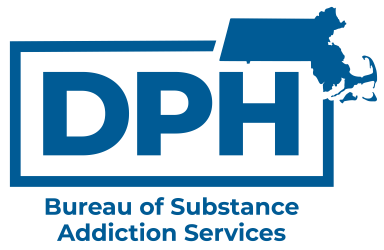 DPH
Bureau of Substance
Addiction Services